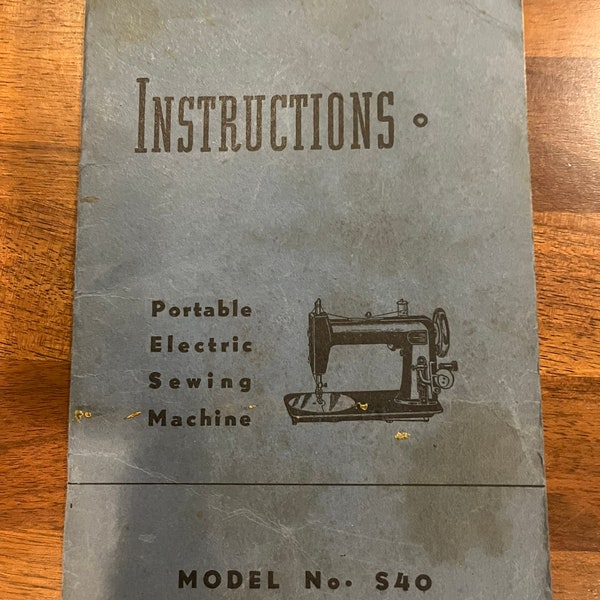 INSTRUCTIONS
Portable
Electric
Sewing
Machine
MODEL No. S40